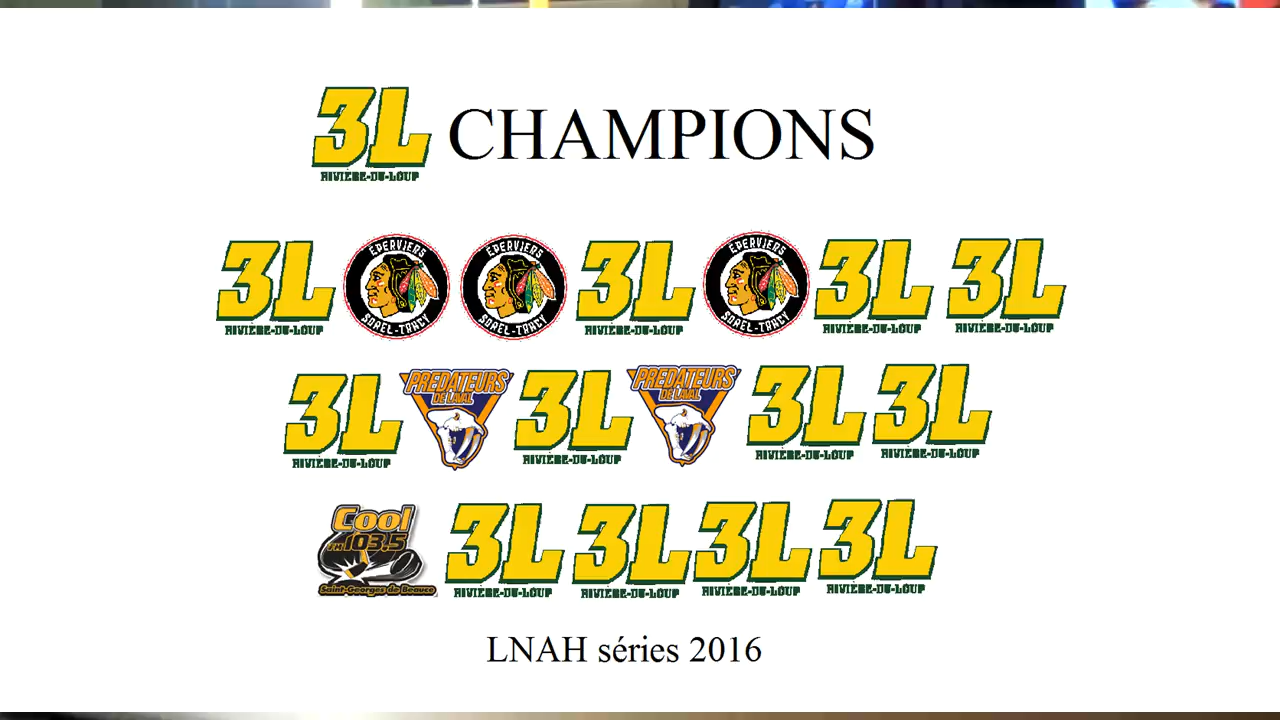 3L CHAMPIONS
RIVIÈRE-DU-LOUP
3L ÉPERVIERS ÉPERVIERS 3L ÉPERVIERS 3L 3L
RIVIÈRE-DU-LOUP SOREL-TRACY SOREL-TRACY RIVIÈRE-DU-LOUP SOREL-TRACY RIVIÈRE-DU-LOUP RIVIÈRE-DU-LOUP
3L PREDATEURS 3L PREDATEURS 3L 3L
DE LAVAL DE LAVAL
RIVIÈRE-DU-LOUP RIVIÈRE-DU-LOUP RIVIÈRE-DU-LOUP RIVIÈRE-DU-LOUP
Cool 3L 3L 3L 3L
FM 103,5
Saint-Georges de Beauce RIVIÈRE-DU-LOUP RIVIÈRE-DU-LOUP RIVIÈRE-DU-LOUP RIVIÈRE-DU-LOUP
LNAH séries 2016